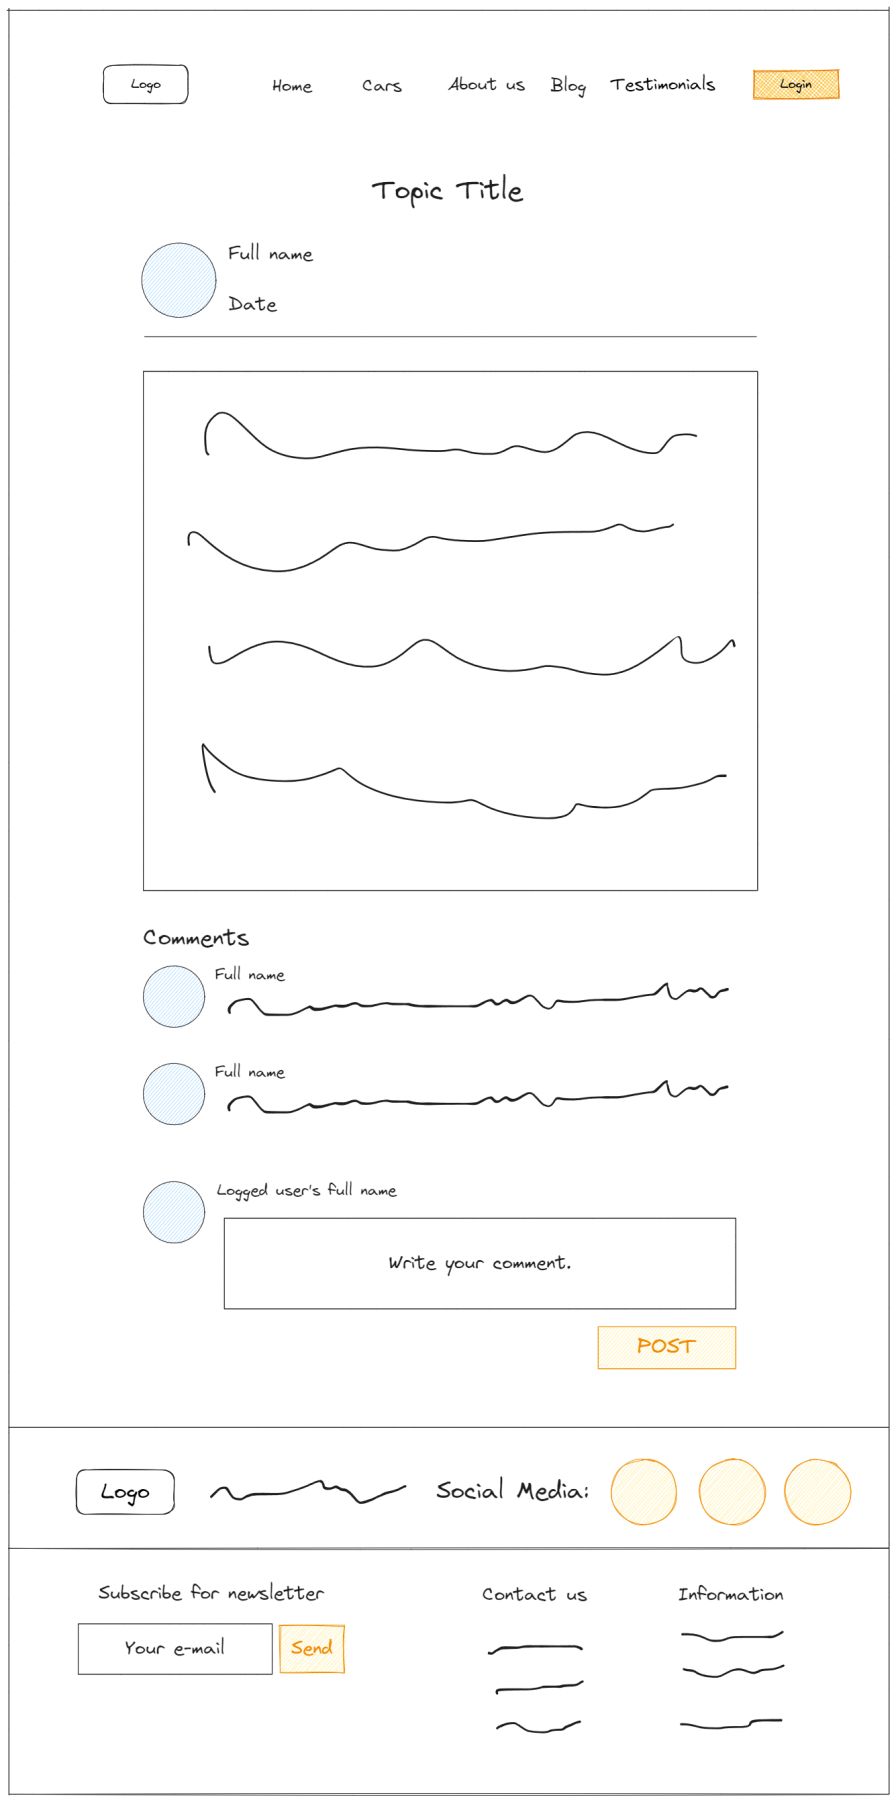 Logo Home Cars About us Blog Testimonials Login
Topic Title
Full name
Date
Comments
Full name
Full name
Logged user's full name
Write your comment.
POST
Logo Social Media:
Subscribe for newsletter
Your e-mail Send
Contact us
Information